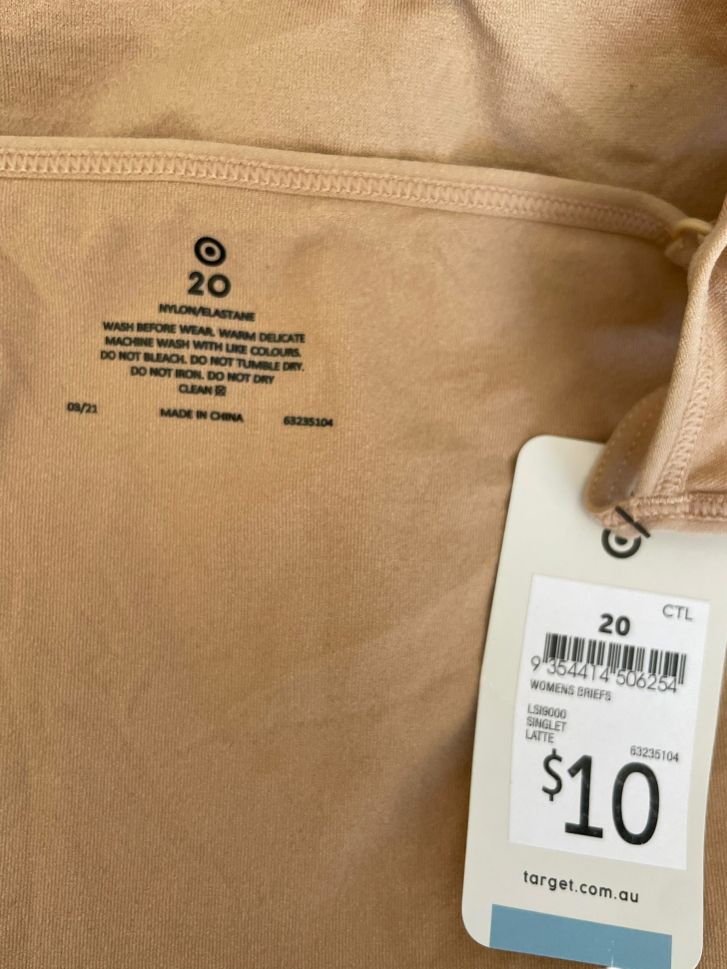 20
NYLON/ELASTANE
WASH BEFORE WEAR. WARM DELICATE
MACHINE WASH WITH LIKE COLOURS.
DO NOT BLEACH. DO NOT TUMBLE DRY.
DO NOT IRON. DO NOT DRY
CLEAN
03/21 MADE IN CHINA 63235104
CTL
20
9 354414 506254
WOMENS BRIEFS
LSI9000
SINGLET
LATTE
63235104
$10
target.com.au